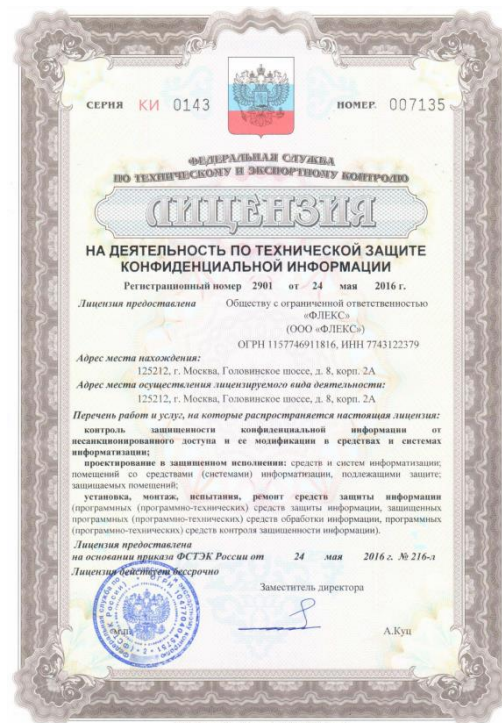 СЕРИЯ КИ 0143 НОМЕР 007135
ФЕДЕРАЛЬНАЯ СЛУЖБА
ПО ТЕХНИЧЕСКОМУ И ЭКСПОРТНОМУ КОНТРОЛЮ
ЛИЦЕНЗИЯ
НА ДЕЯТЕЛЬНОСТЬ ПО ТЕХНИЧЕСКОЙ ЗАЩИТЕ
КОНФИДЕНЦИАЛЬНОЙ ИНФОРМАЦИИ
Регистрационный номер 2901 от 24 мая 2016 г.
Лицензия предоставлена Обществу с ограниченной ответственностью
«ФЛЕКС»
(ООО «ФЛЕКС»)
ОГРН 1157746911816, ИНН 7743122379
Адрес места нахождения:
125212, г. Москва, Головинское шоссе, д. 8, корп. 2А
Адрес места осуществления лицензируемого вида деятельности:
125212, г. Москва, Головинское шоссе, д. 8, корп. 2А
Перечень работ и услуг, на которые распространяется настоящая лицензия:
контроль защищенности конфиденциальной информации от
несанкционированного доступа и ее модификации в средствах и системах
информатизации;
проектирование в защищенном исполнении: средств и систем информатизации;
помещений со средствами (системами) информатизации, подлежащими защите;
защищаемых помещений;
установка, монтаж, испытания, ремонт средств защиты информации
(программных (программно-технических) средств защиты информации, защищенных
программных (программно-технических) средств обработки информации, программных
(программно-технических) средств контроля защищенности информации).
Лицензия предоставлена
на основании приказа ФСТЭК России от 24 мая 2016 г. № 216-л
Лицензия действует бессрочно
Заместитель директора
А.Куц